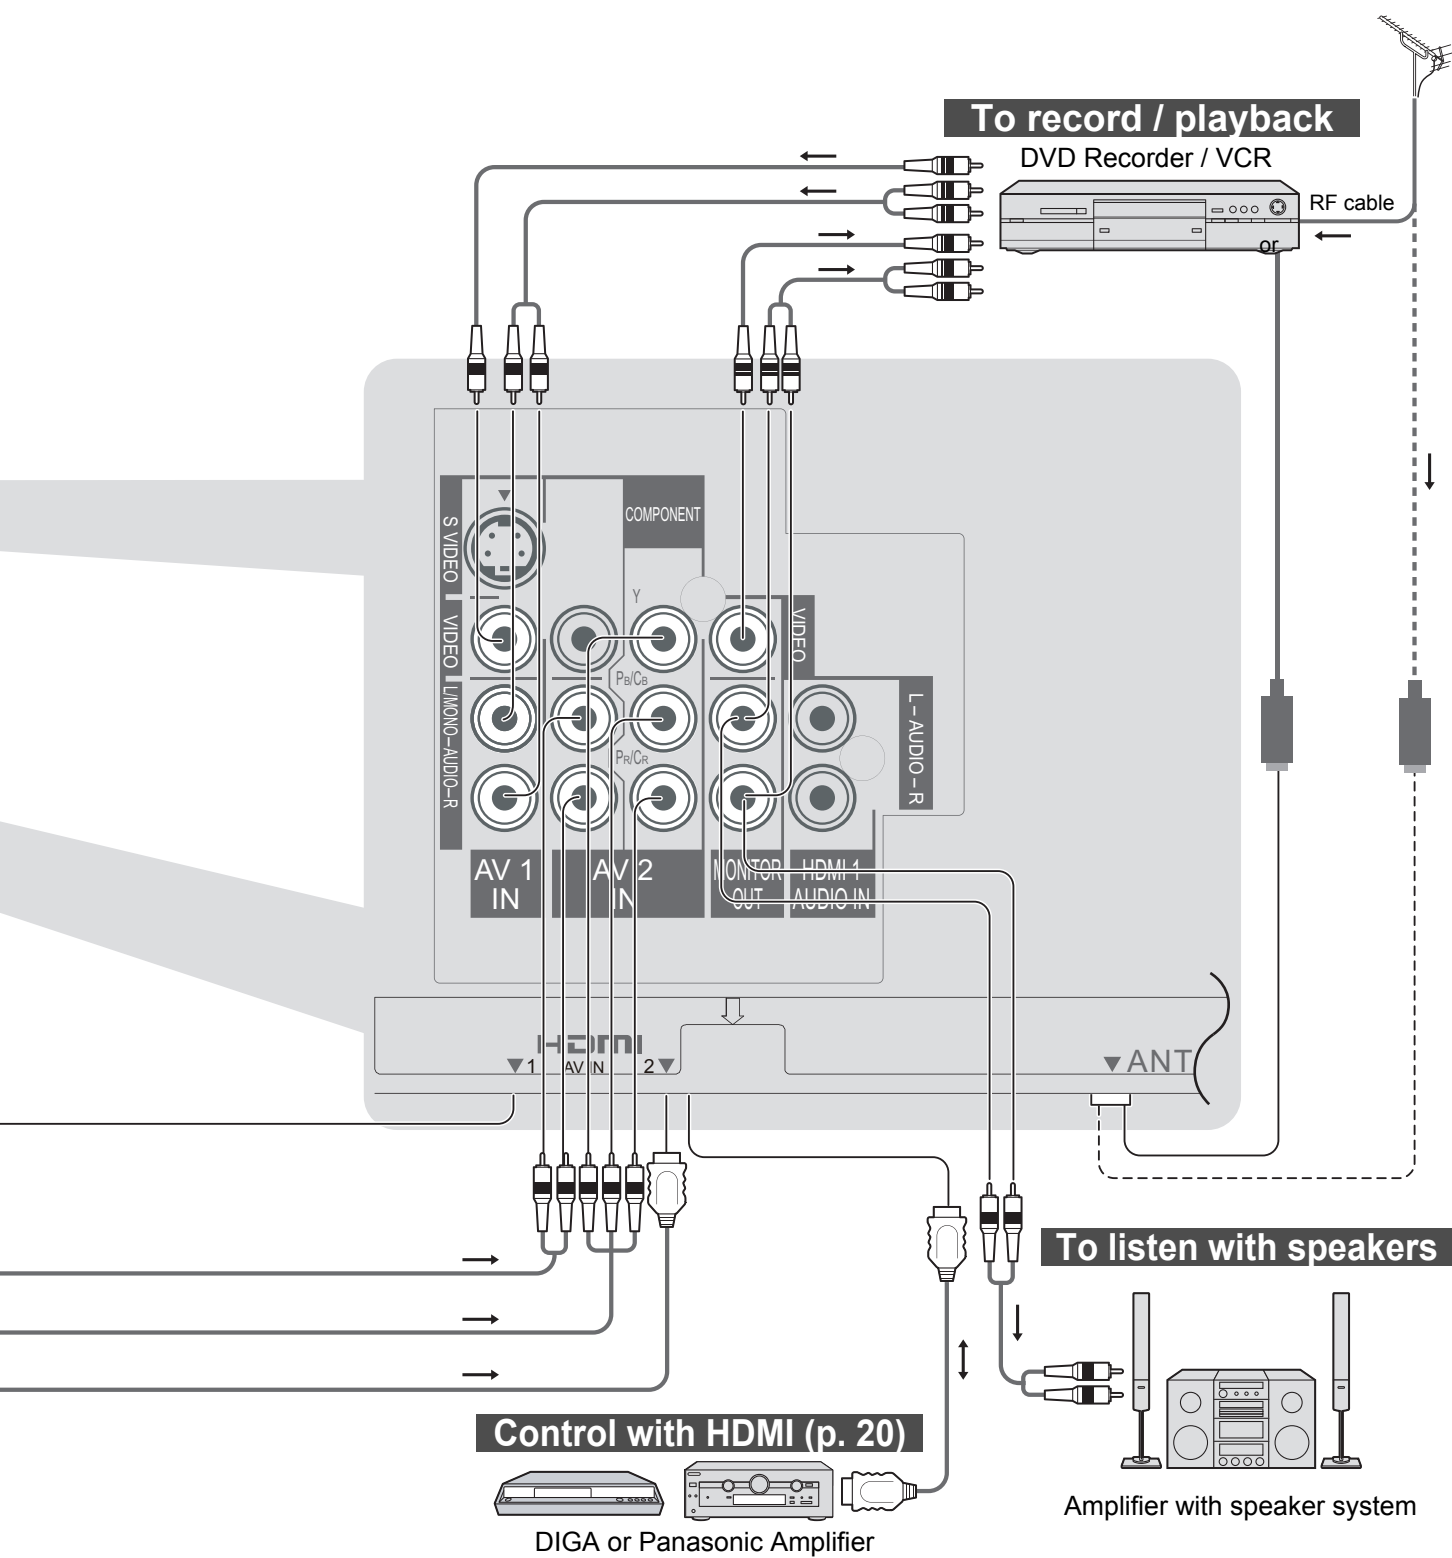 To record / playback
DVD Recorder / VCR
RF cable
or
COMPONENT
S VIDEO
Y
VIDEO
VIDEO
PB/CB
L/MONO–AUDIO–R
L–AUDIO–R
PR/CR
AV 1
IN
AV 2
IN
MONITOR
OUT
HDMI 1
AUDIO IN
HDMI
1 AV IN 2
ANT
To listen with speakers
Control with HDMI (p. 20)
Amplifier with speaker system
DIGA or Panasonic Amplifier